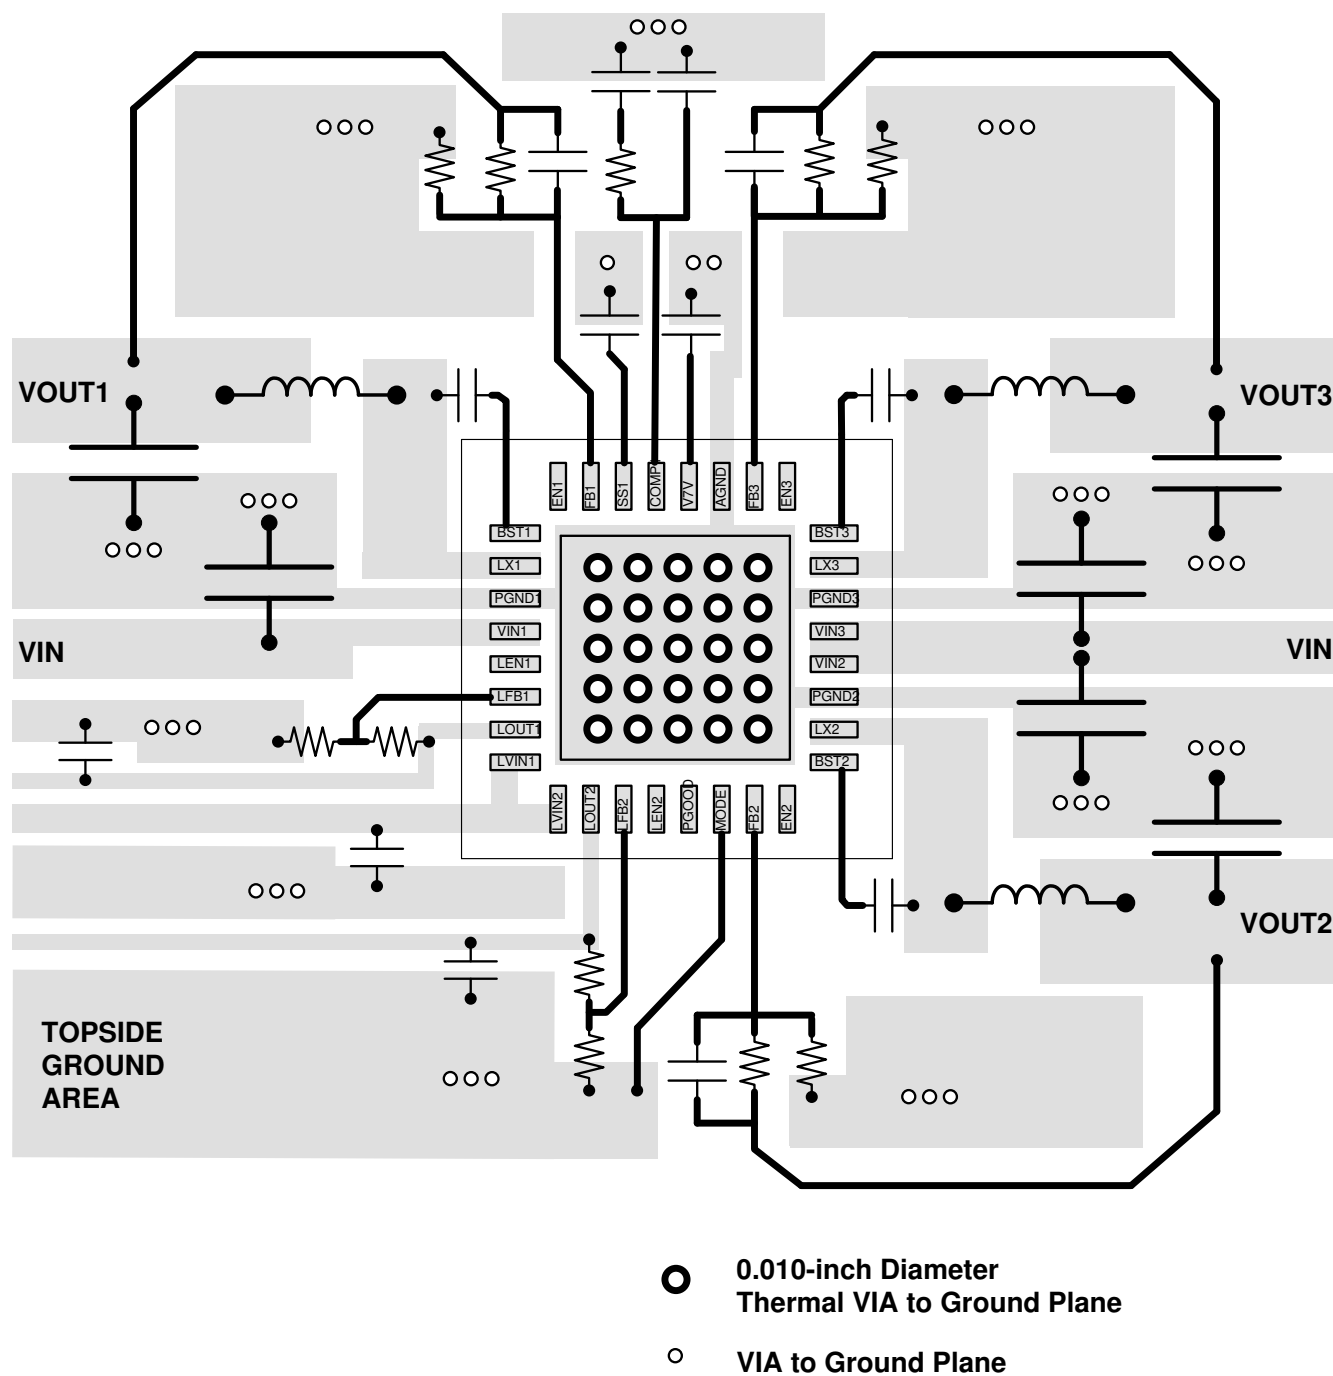 VOUT1
VOUT3
EN1
FB1
SS1
COMP
V7V
AGND
FB3
EN3
BST1
BST3
LX1
LX3
PGND1
PGND3
VIN1
VIN3
VIN
VIN
LEN1
VIN2
LFB1
PGND2
LOUT1
LX2
LVIN1
BST2
LVIN2
LOUT2
LFB2
LEN2
PGOOD
MODE
FB2
EN2
VOUT2
TOPSIDE
GROUND
AREA
0.010-inch Diameter
Thermal VIA to Ground Plane
VIA to Ground Plane